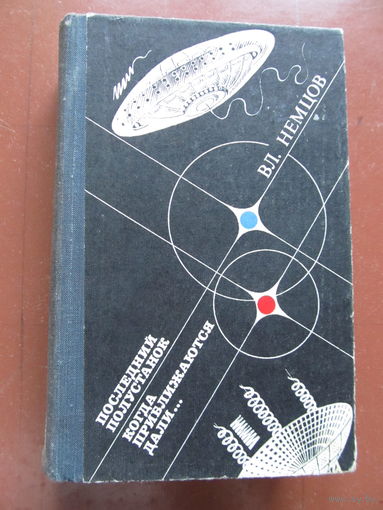 ВЛ. НЕМЦОВ
ПОСЛЕДНИЙ
ПОЛУСТАНОК
КОГДА
ПРИБЛИЖАЮТСЯ
ДАЛИ...